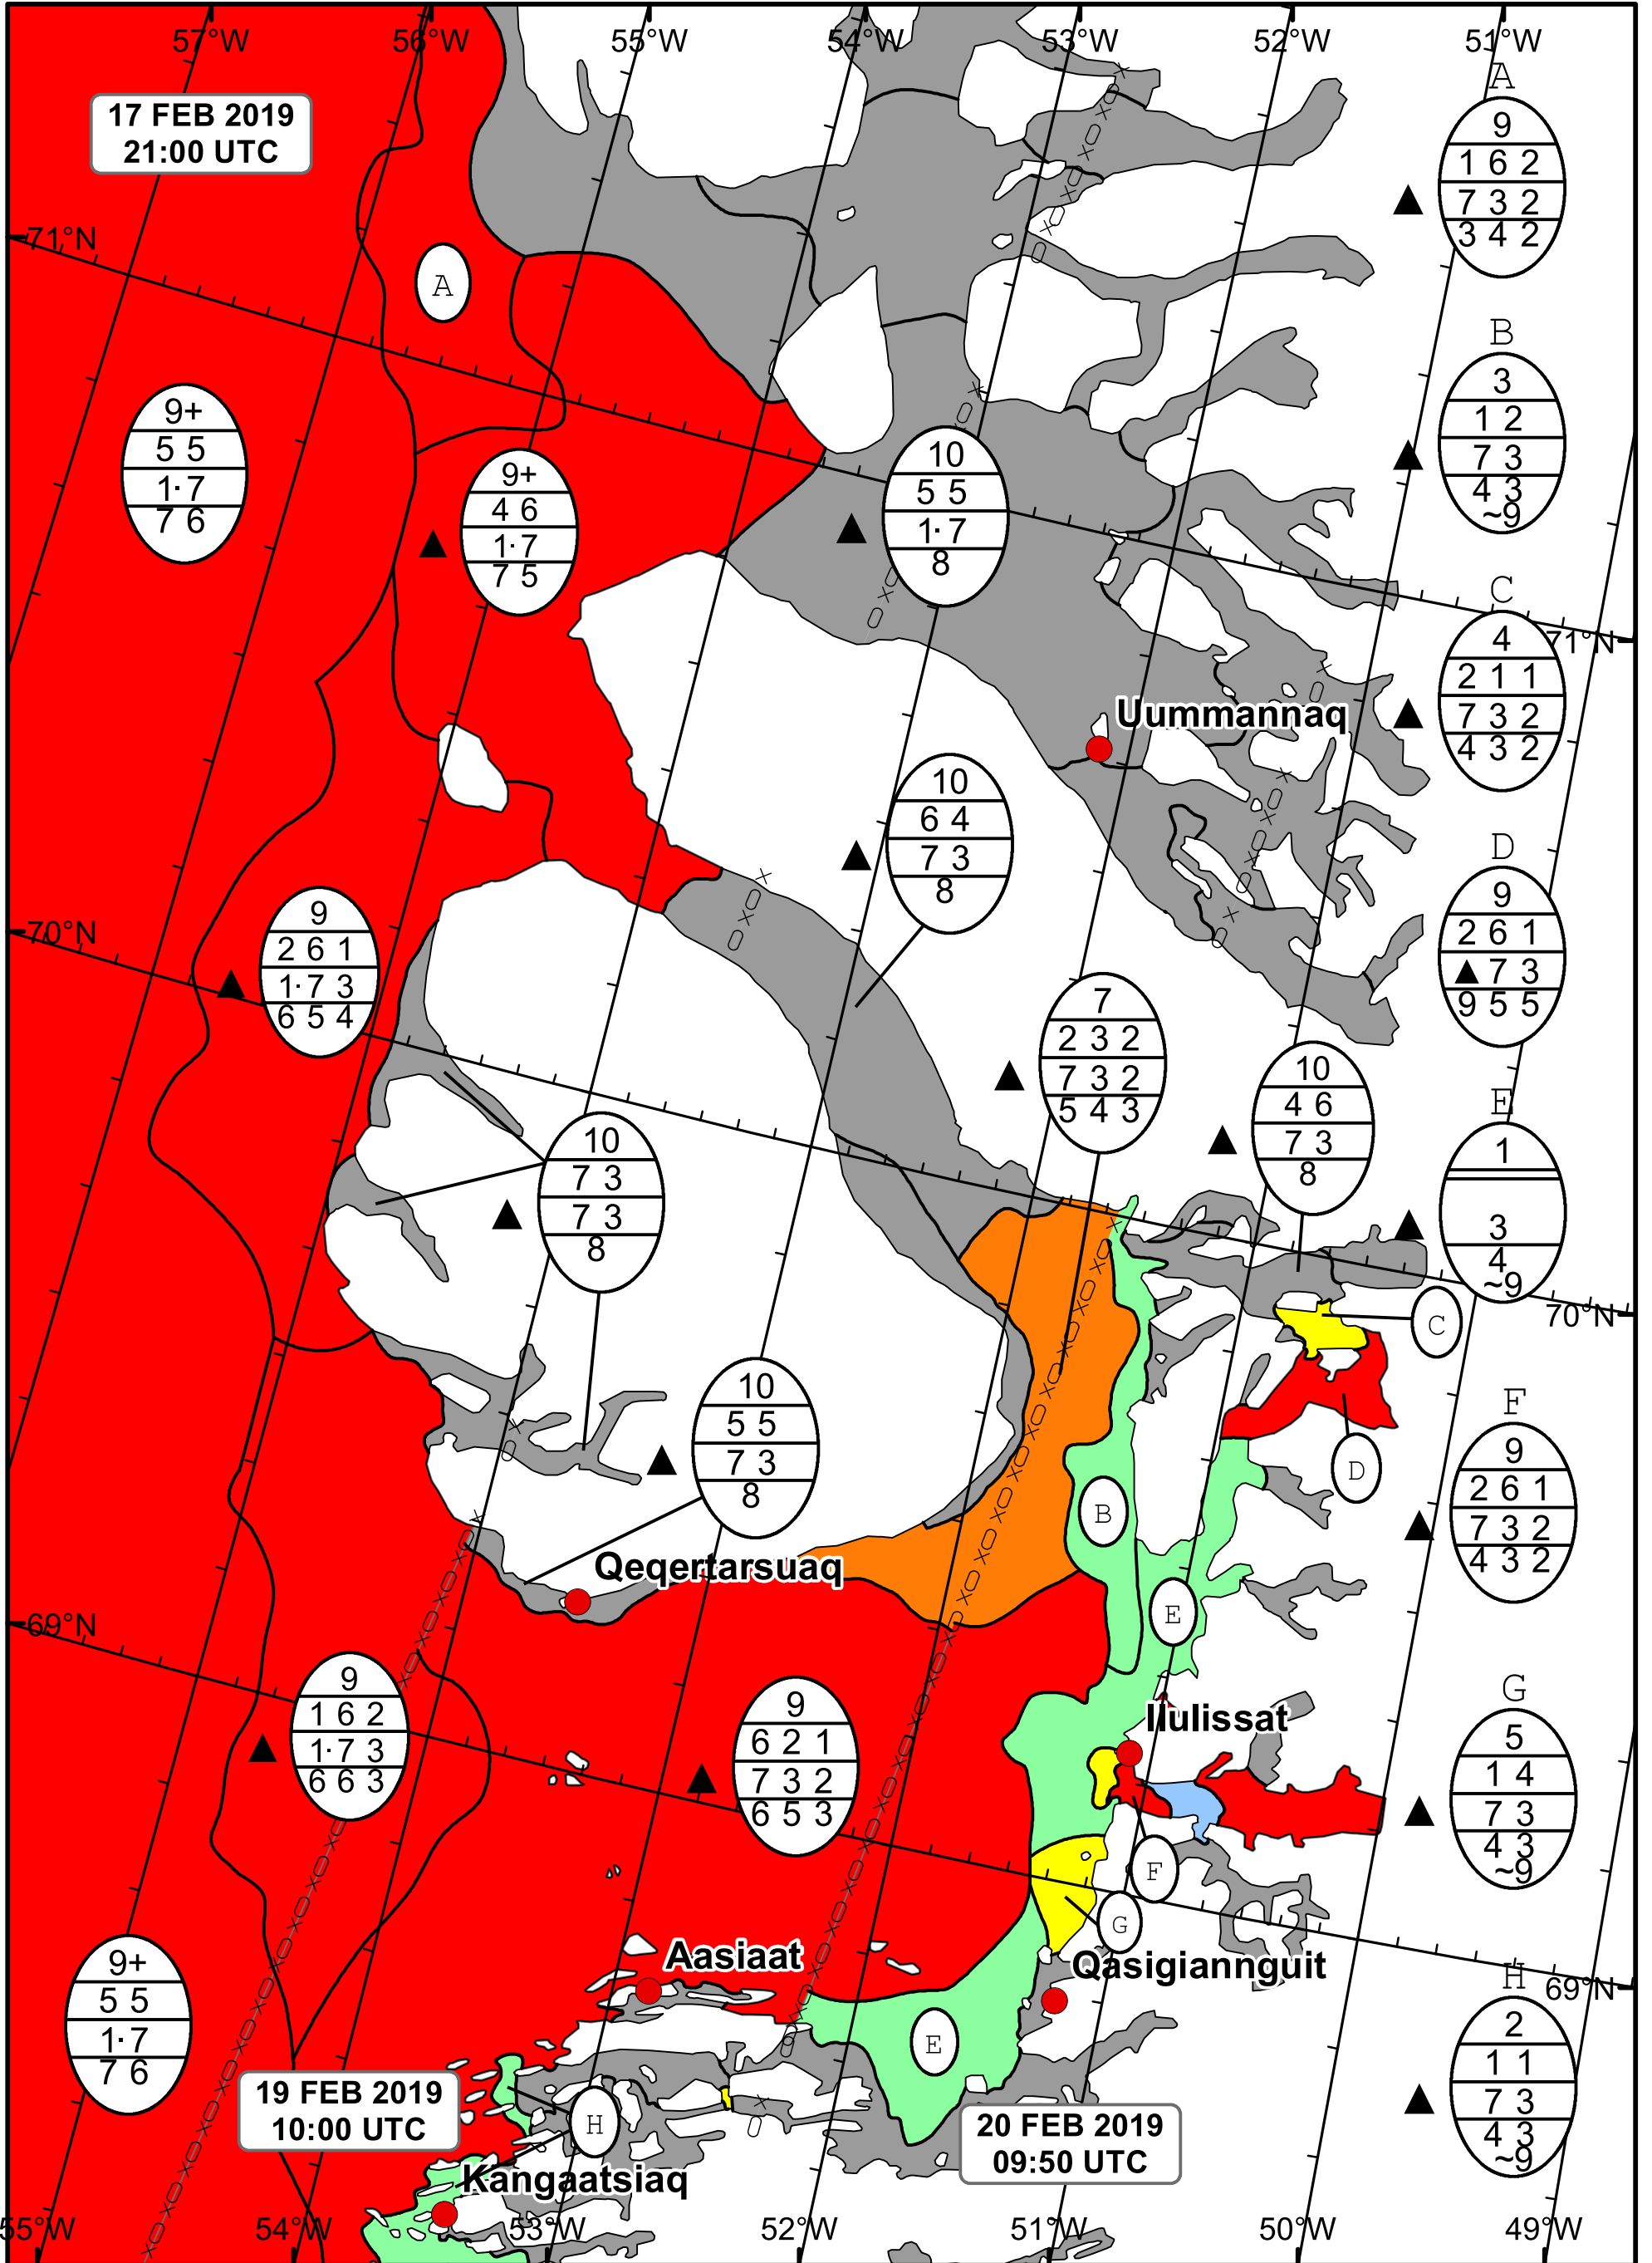 57°W 56°W 55°W 54°W 53°W 52°W 51°W
17 FEB 2019
21:00 UTC
71°N
A
9+
5 5
1· 7
7 6
9+
4 6
1· 7
7 5
10
5 5
1· 7
8
A
9
1 6 2
7 3 2
3 4 2
B
3
1 2
7 3
4 3
~9
C
4
2 1 1
7 3 2
4 3 2
71°N
Uummannaq
10
6 4
7 3
8
70°N
9
2 6 1
1· 7 3
6 5 4
D
9
2 6 1
▲ 7 3
9 5 5
7
2 3 2
7 3 2
5 4 3
10
4 6
7 3
8
10
7 3
7 3
8
E
1
3
4
~9
70°N
C
D
10
5 5
7 3
8
B
F
9
2 6 1
7 3 2
4 3 2
Qeqertarsuaq
69°N
E
9
1 6 2
1· 7 3
6 6 3
9
6 2 1
7 3 2
6 5 3
Ilulissat
G
5
1 4
7 3
4 3
~9
F
G
Aasiaat
Qasigiannguit
69°N
9+
5 5
1· 7
7 6
E
H
2
1 1
7 3
4 3
~9
19 FEB 2019
10:00 UTC
H
20 FEB 2019
09:50 UTC
Kangaatsiaq
55°W 54°W 53°W 52°W 51°W 50°W 49°W